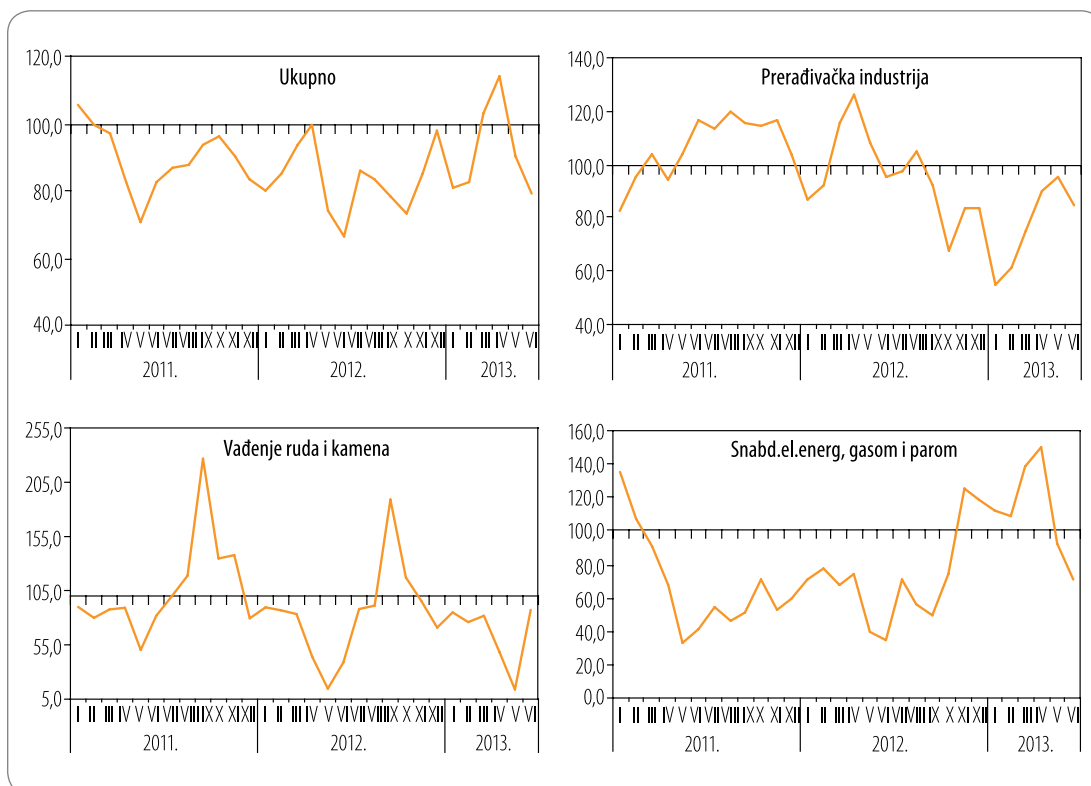 Ukupno
120,0
100,0
80,0
60,0
40,0
I II III IV V VI VII VIII IX X XI XII I II III IV V VI VII VIII IX X XI XII I II III IV V VI
2011. 2012. 2013.
Prerađivačka industrija
140,0
120,0
100,0
80,0
60,0
40,0
I II III IV V VI VII VIII IX X XI XII I II III IV V VI VII VIII IX X XI XII I II III IV V VI
2011. 2012. 2013.
Vađenje ruda i kamena
255,0
205,0
155,0
105,0
55,0
5,0
I II III IV V VI VII VIII IX X XI XII I II III IV V VI VII VIII IX X XI XII I II III IV V VI
2011. 2012. 2013.
Snabd.el.energ, gasom i parom
160,0
140,0
120,0
100,0
80,0
60,0
40,0
20,0
0,0
I II III IV V VI VII VIII IX X XI XII I II III IV V VI VII VIII IX X XI XII I II III IV V VI
2011. 2012. 2013.